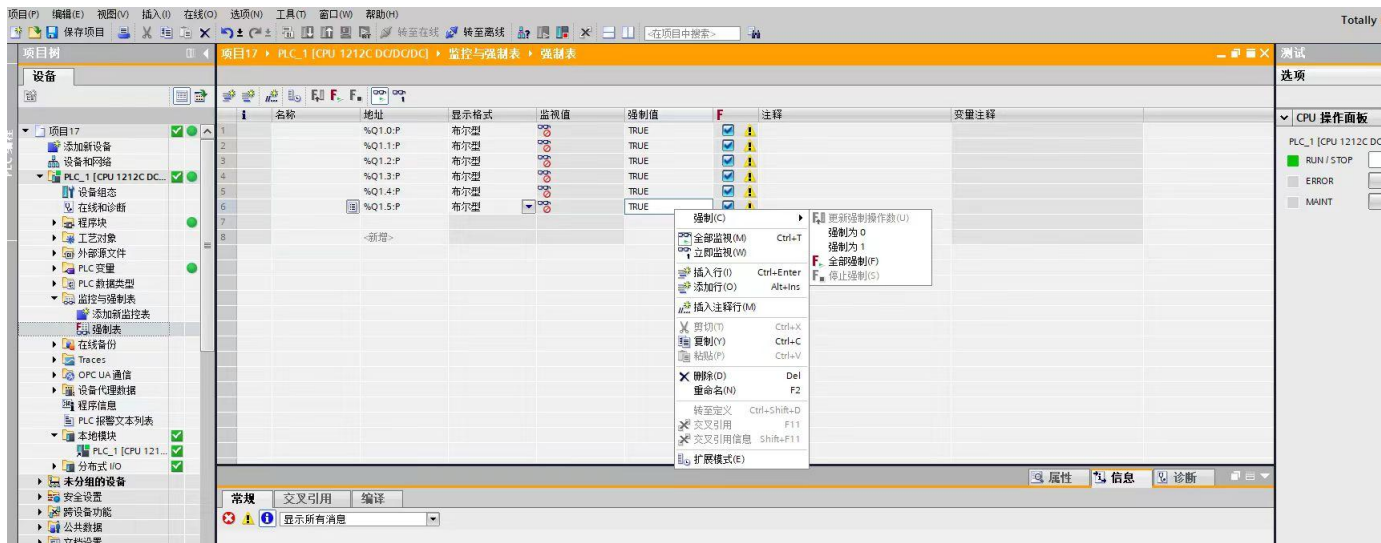 项目(P) 编辑(E) 视图(V) 插入(I) 在线(O) 选项(N) 工具(T) 窗口(W) 帮助(H)
Totally
保存项目 转至在线 转至离线 <在项目中搜索>
项目树
项目17 PLC_1 [CPU 1212C DC/DC/DC] 监控与强制表 强制表
测试
设备
选项
i 名称 地址 显示格式 监视值 强制值 F 注释 变量注释
1 %Q1.0:P 布尔型 TRUE
2 %Q1.1:P 布尔型 TRUE
3 %Q1.2:P 布尔型 TRUE
4 %Q1.3:P 布尔型 TRUE
5 %Q1.4:P 布尔型 TRUE
6 %Q1.5:P 布尔型 TRUE
7
8 <新增>
项目17
添加新设备
设备和网络
PLC_1 [CPU 1212C DC...
设备组态
在线和诊断
程序块
工艺对象
外部源文件
PLC 变量
PLC 数据类型
监控与强制表
添加新监控表
强制表
在线备份
Traces
OPC UA 通信
设备代理数据
程序信息
PLC 报警文本列表
本地模块
PLC_1 [CPU 121...
分布式 I/O
未分组的设备
安全设置
跨设备功能
公共数据
文档设置
强制(C)
全部监视(M) Ctrl+T
立即监视(W)
插入行(I) Ctrl+Enter
添加行(O) Alt+Ins
插入注释行(M)
剪切(T) Ctrl+X
复制(Y) Ctrl+C
粘贴(P) Ctrl+V
删除(D) Del
重命名(N) F2
转至定义 Ctrl+Shift+D
交叉引用 F11
交叉引用信息 Shift+F11
扩展模式(E)
更新强制操作数(U)
强制为 0
强制为 1
全部强制(F)
停止强制(S)
CPU 操作面板
PLC_1 [CPU 1212C DC
RUN / STOP
ERROR
MAINT
属性 信息 诊断
常规 交叉引用 编译
显示所有消息